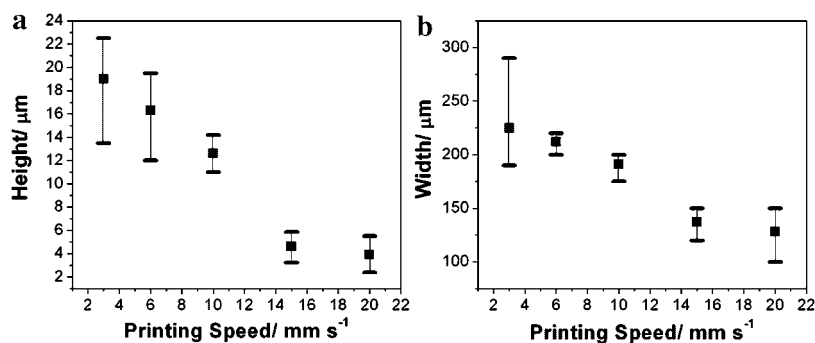 a
24
22
20
18
16
14
12
10
8
6
4
2
Height/ μm
2 4 6 8 10 12 14 16 18 20 22
Printing Speed/ mm s⁻¹
b
300
250
200
150
100
Width/ μm
2 4 6 8 10 12 14 16 18 20 22
Printing Speed/ mm s⁻¹